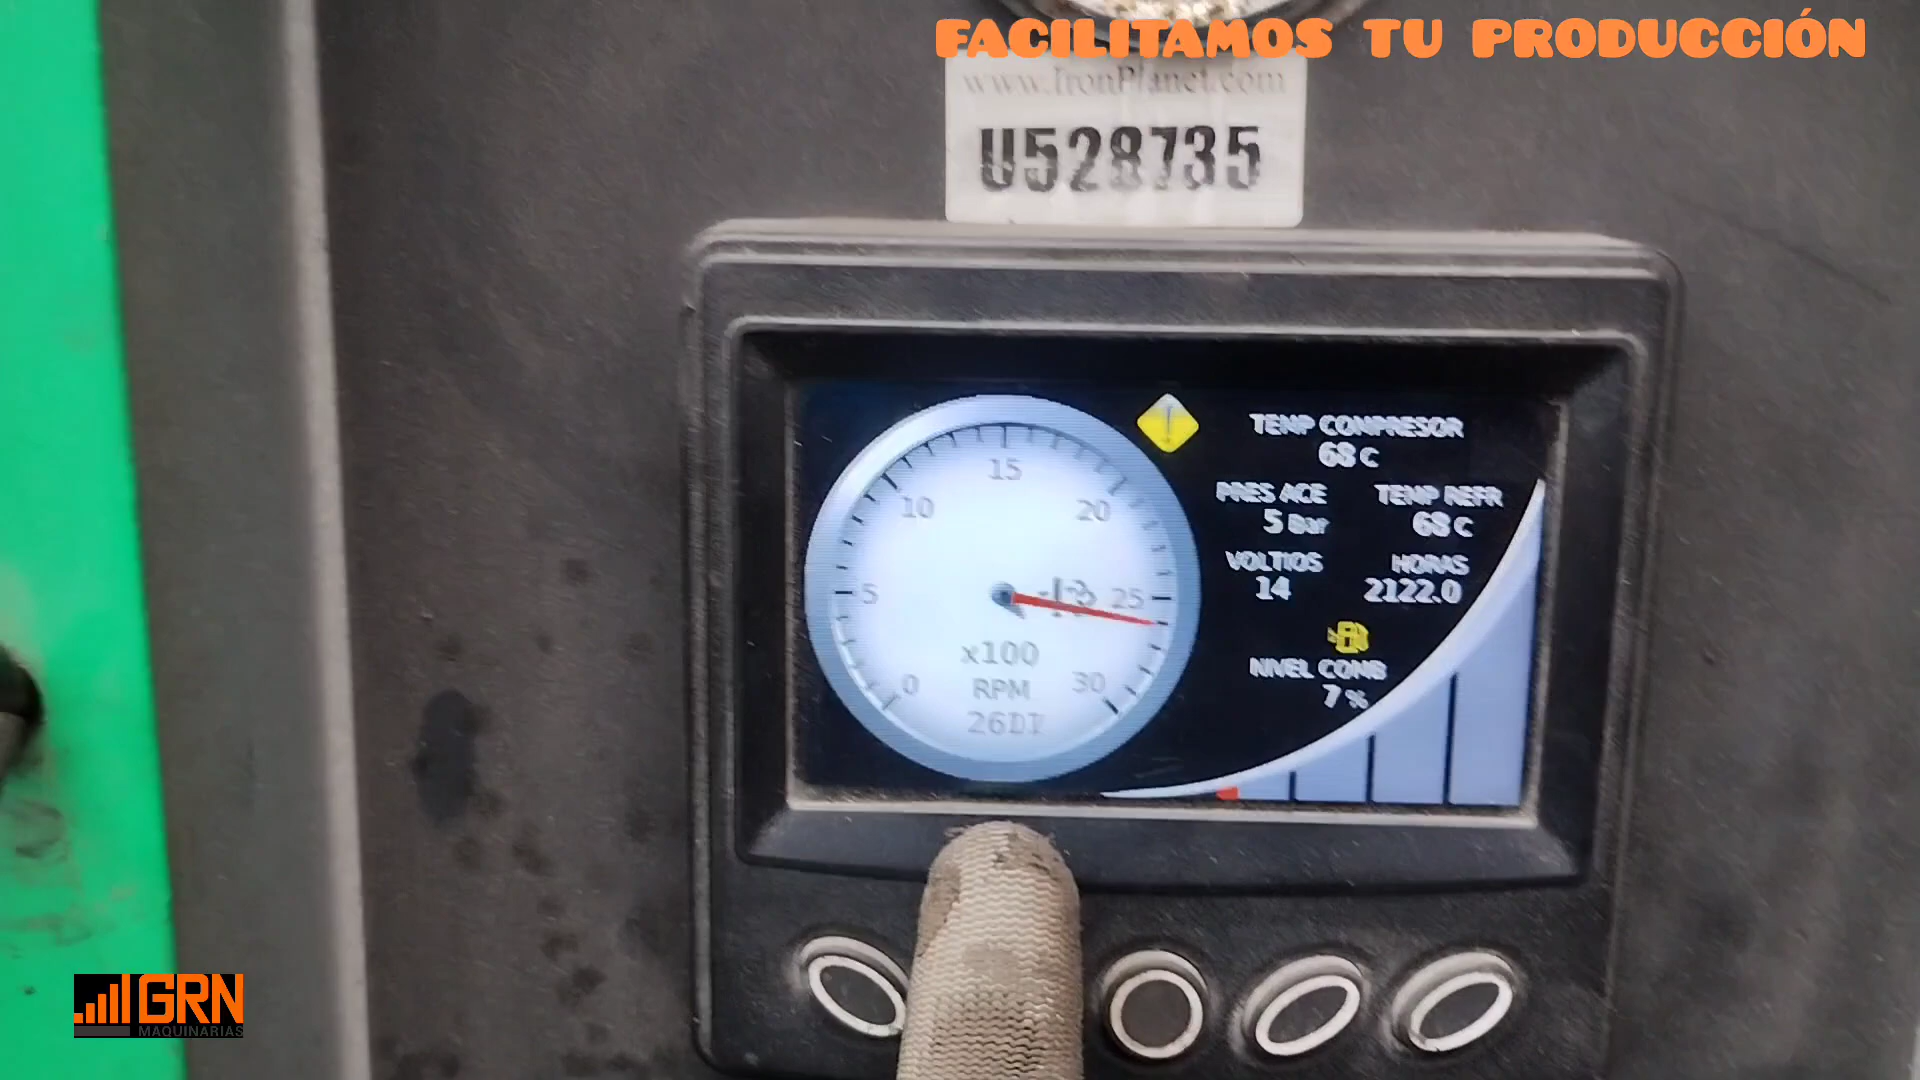 FACILITAMOS TU PRODUCCIÓN
www.IronPlanet.com
U528735
TEMP COMPRESOR
68 C
PRES ACE TEMP REFR
5 Bar 68 C
VOLTIOS HORAS
14 2122.0
NIVEL COMB
7 %
0 5 10 15 20 25 30
x100
RPM
GRN
MAQUINARIAS